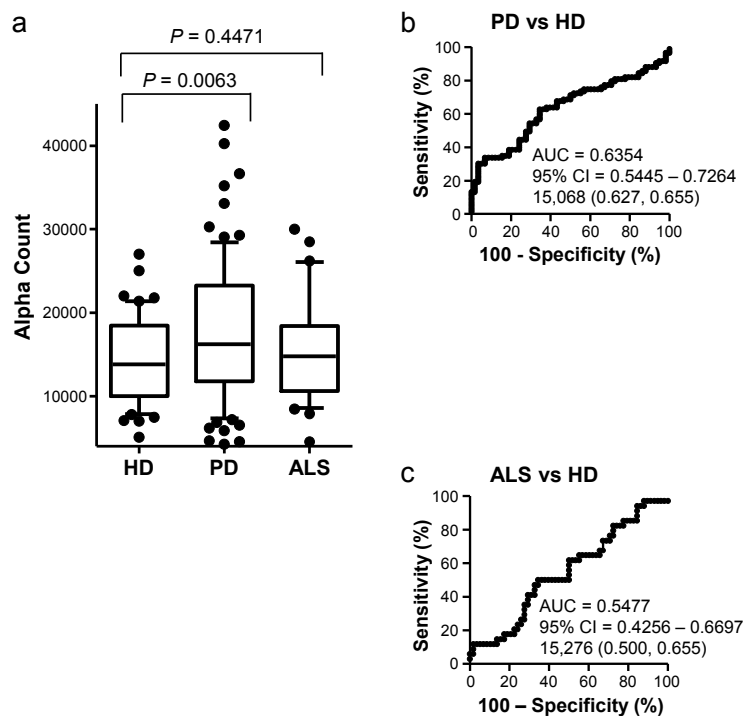 a
P = 0.4471
P = 0.0063
Alpha Count
40000
30000
20000
10000
HD PD ALS
b
PD vs HD
Sensitivity (%)
100
80
60
40
20
0
AUC = 0.6354
95% CI = 0.5445 – 0.7264
15,068 (0.627, 0.655)
0 20 40 60 80 100
100 - Specificity (%)
c
ALS vs HD
Sensitivity (%)
100
80
60
40
20
0
AUC = 0.5477
95% CI = 0.4256 – 0.6697
15,276 (0.500, 0.655)
0 20 40 60 80 100
100 – Specificity (%)